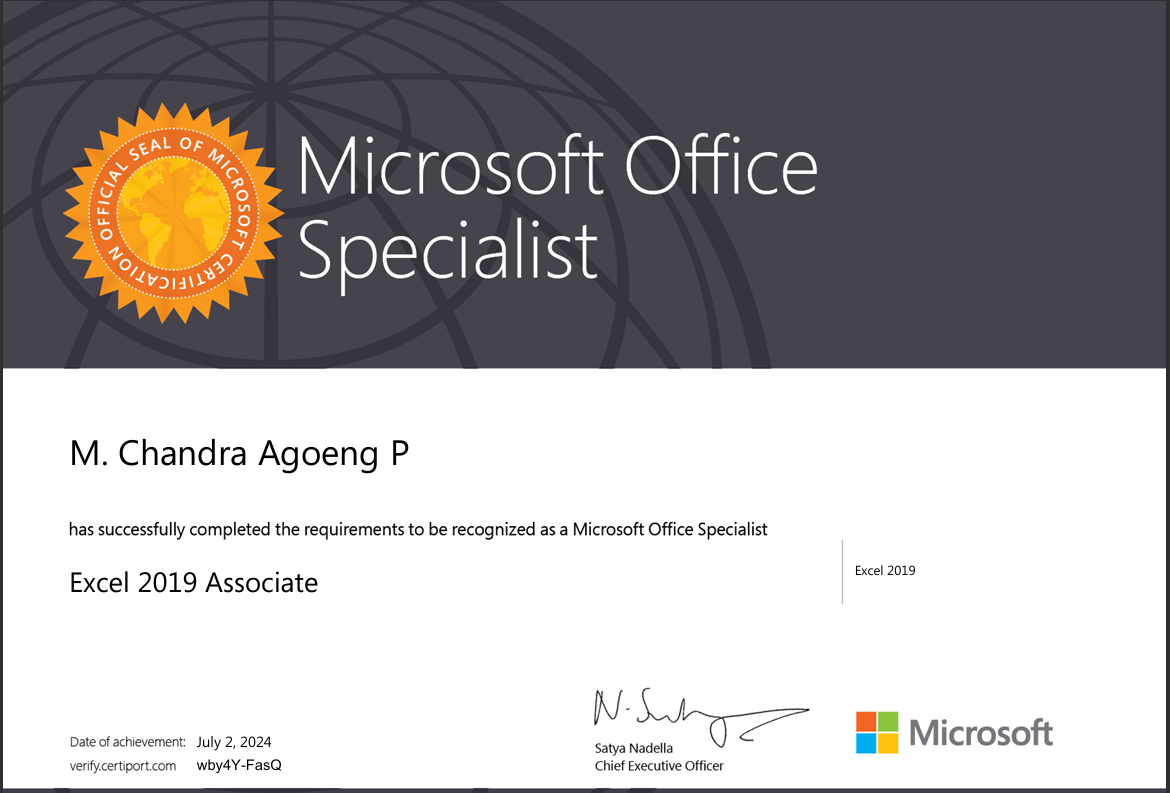 OFFICIAL SEAL OF MICROSOFT CERTIFICATION
Microsoft Office
Specialist
M. Chandra Agoeng P
has successfully completed the requirements to be recognized as a Microsoft Office Specialist
Excel 2019 Associate
Excel 2019
Date of achievement: July 2, 2024
verify.certiport.com wby4Y-FasQ
N. Satya
Satya Nadella
Chief Executive Officer
Microsoft